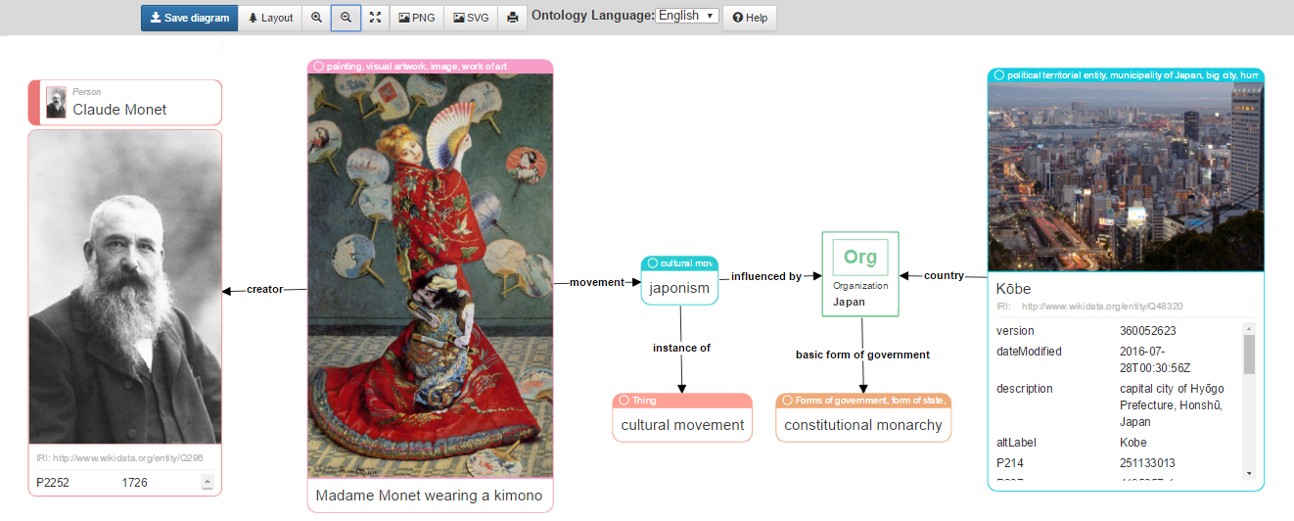 Save diagram
Layout
PNG
SVG
Ontology Language:
English
Help
Person
Claude Monet
IRI: http://www.wikidata.org/entity/Q296
P2252 1726
creator
painting, visual artwork, image, work of art
Madame Monet wearing a kimono
movement
cultural mov
japonism
instance of
Thing
cultural movement
influenced by
Org
Organization
Japan
basic form of government
Forms of government, form of state,
constitutional monarchy
country
political territorial entity, municipality of Japan, big city, hum
Kōbe
IRI: http://www.wikidata.org/entity/Q48320
version 360052623
dateModified 2016-07-
28T00:30:56Z
description capital city of Hyōgo
Prefecture, Honshū,
Japan
altLabel Kobe
P214 251133013